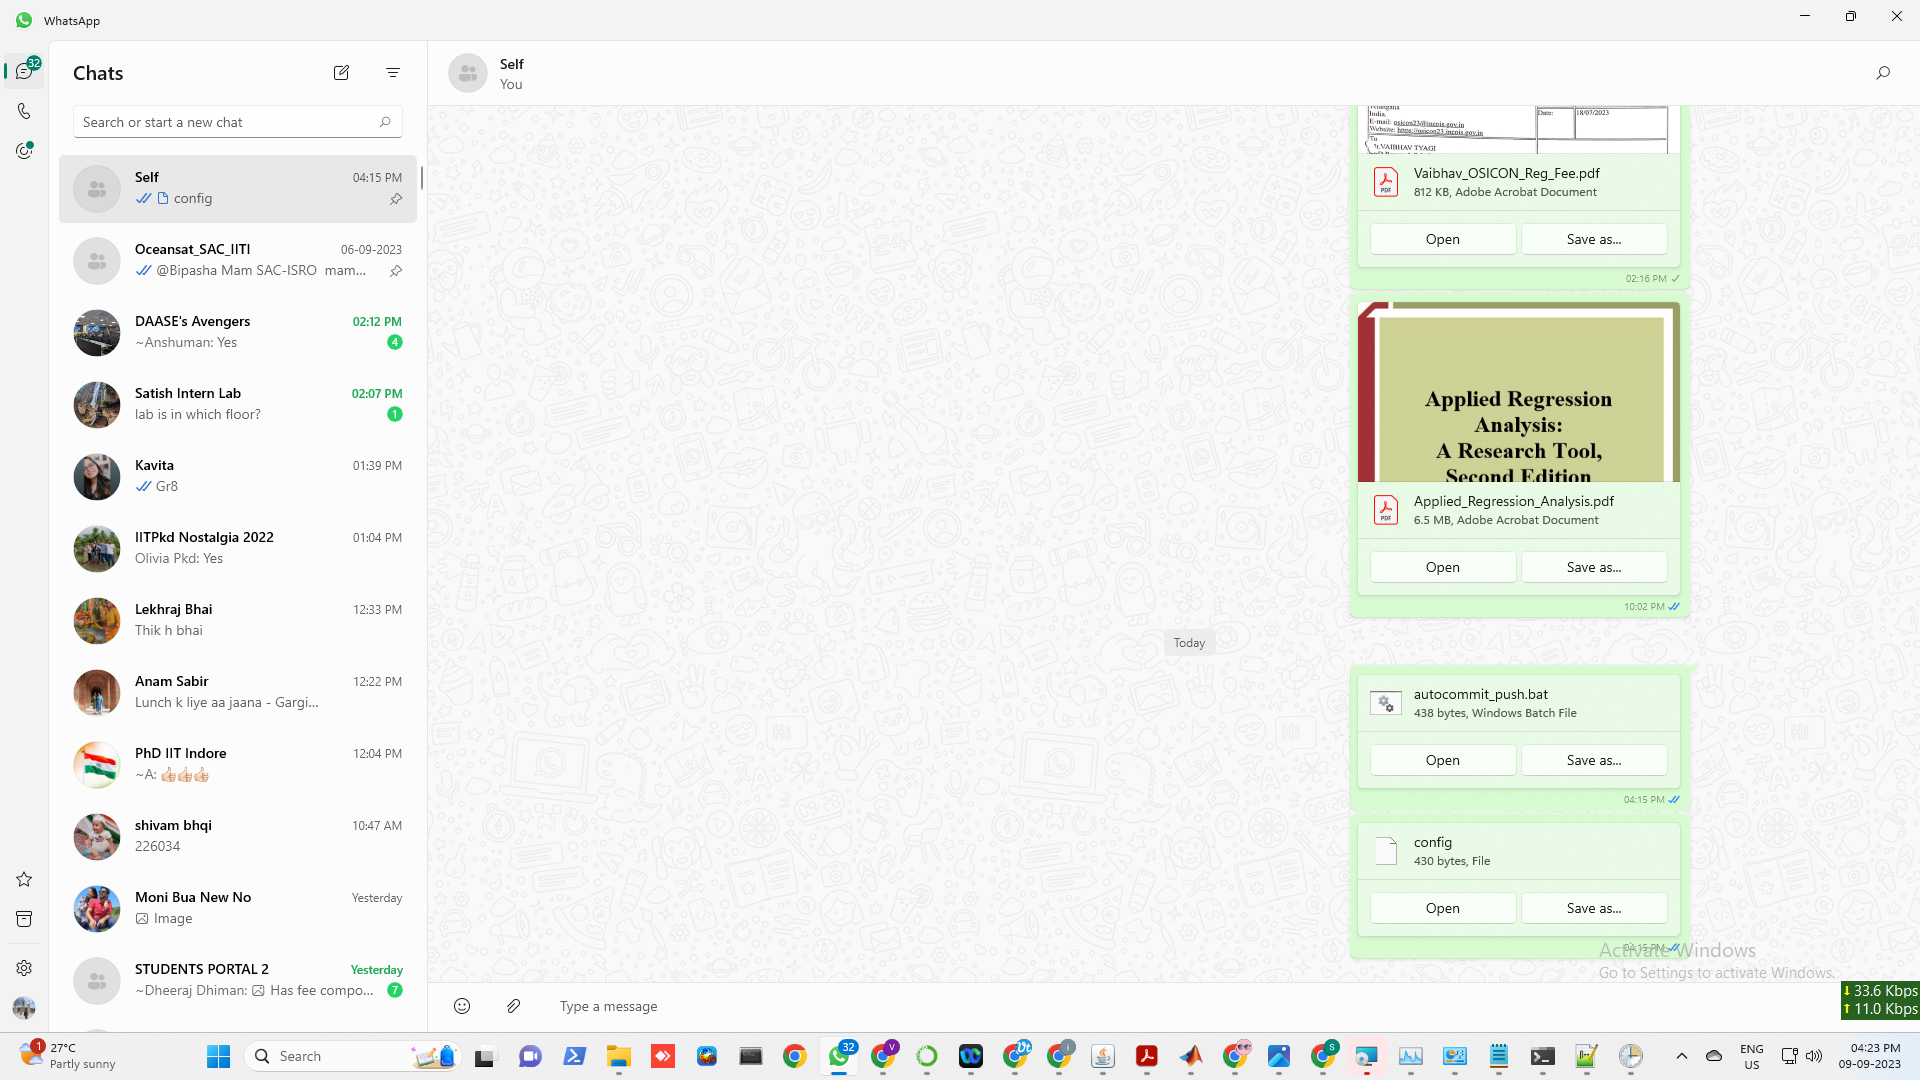 WhatsApp
32
Chats
Search or start a new chat
Self
04:15 PM
config
Oceansat_SAC_IITI
06-09-2023
@Bipasha Mam SAC-ISRO mam...
DAASE's Avengers
02:12 PM
~Anshuman: Yes
4
Satish Intern Lab
02:07 PM
lab is in which floor?
1
Kavita
01:39 PM
Gr8
IITPkd Nostalgia 2022
01:04 PM
Olivia Pkd: Yes
Lekhraj Bhai
12:33 PM
Thik h bhai
Anam Sabir
12:22 PM
Lunch k liye aa jaana - Gargi...
PhD IIT Indore
12:04 PM
~A: 👍🏻👍🏻👍🏻
shivam bhqi
10:47 AM
226034
Moni Bua New No
Yesterday
Image
STUDENTS PORTAL 2
Yesterday
~Dheeraj Dhiman: Has fee compo...
7
Self
You
Telangana
India,
E-mail: osicon23@incois.gov.in
Website: https://osicon23.incois.gov.in
Date: 18/07/2023
To
Mr.VAIBHAV TYAGI
Vaibhav_OSICON_Reg_Fee.pdf
812 KB, Adobe Acrobat Document
Open
Save as...
02:16 PM
Applied Regression
Analysis:
A Research Tool,
Second Edition
Applied_Regression_Analysis.pdf
6.5 MB, Adobe Acrobat Document
Open
Save as...
10:02 PM
Today
autocommit_push.bat
438 bytes, Windows Batch File
Open
Save as...
04:15 PM
config
430 bytes, File
Open
Save as...
04:15 PM
Activate Windows
Go to Settings to activate Windows.
Type a message
33.6 Kbps
11.0 Kbps
1
27°C
Partly sunny
Search
32
V
S
ENG
US
04:23 PM
09-09-2023